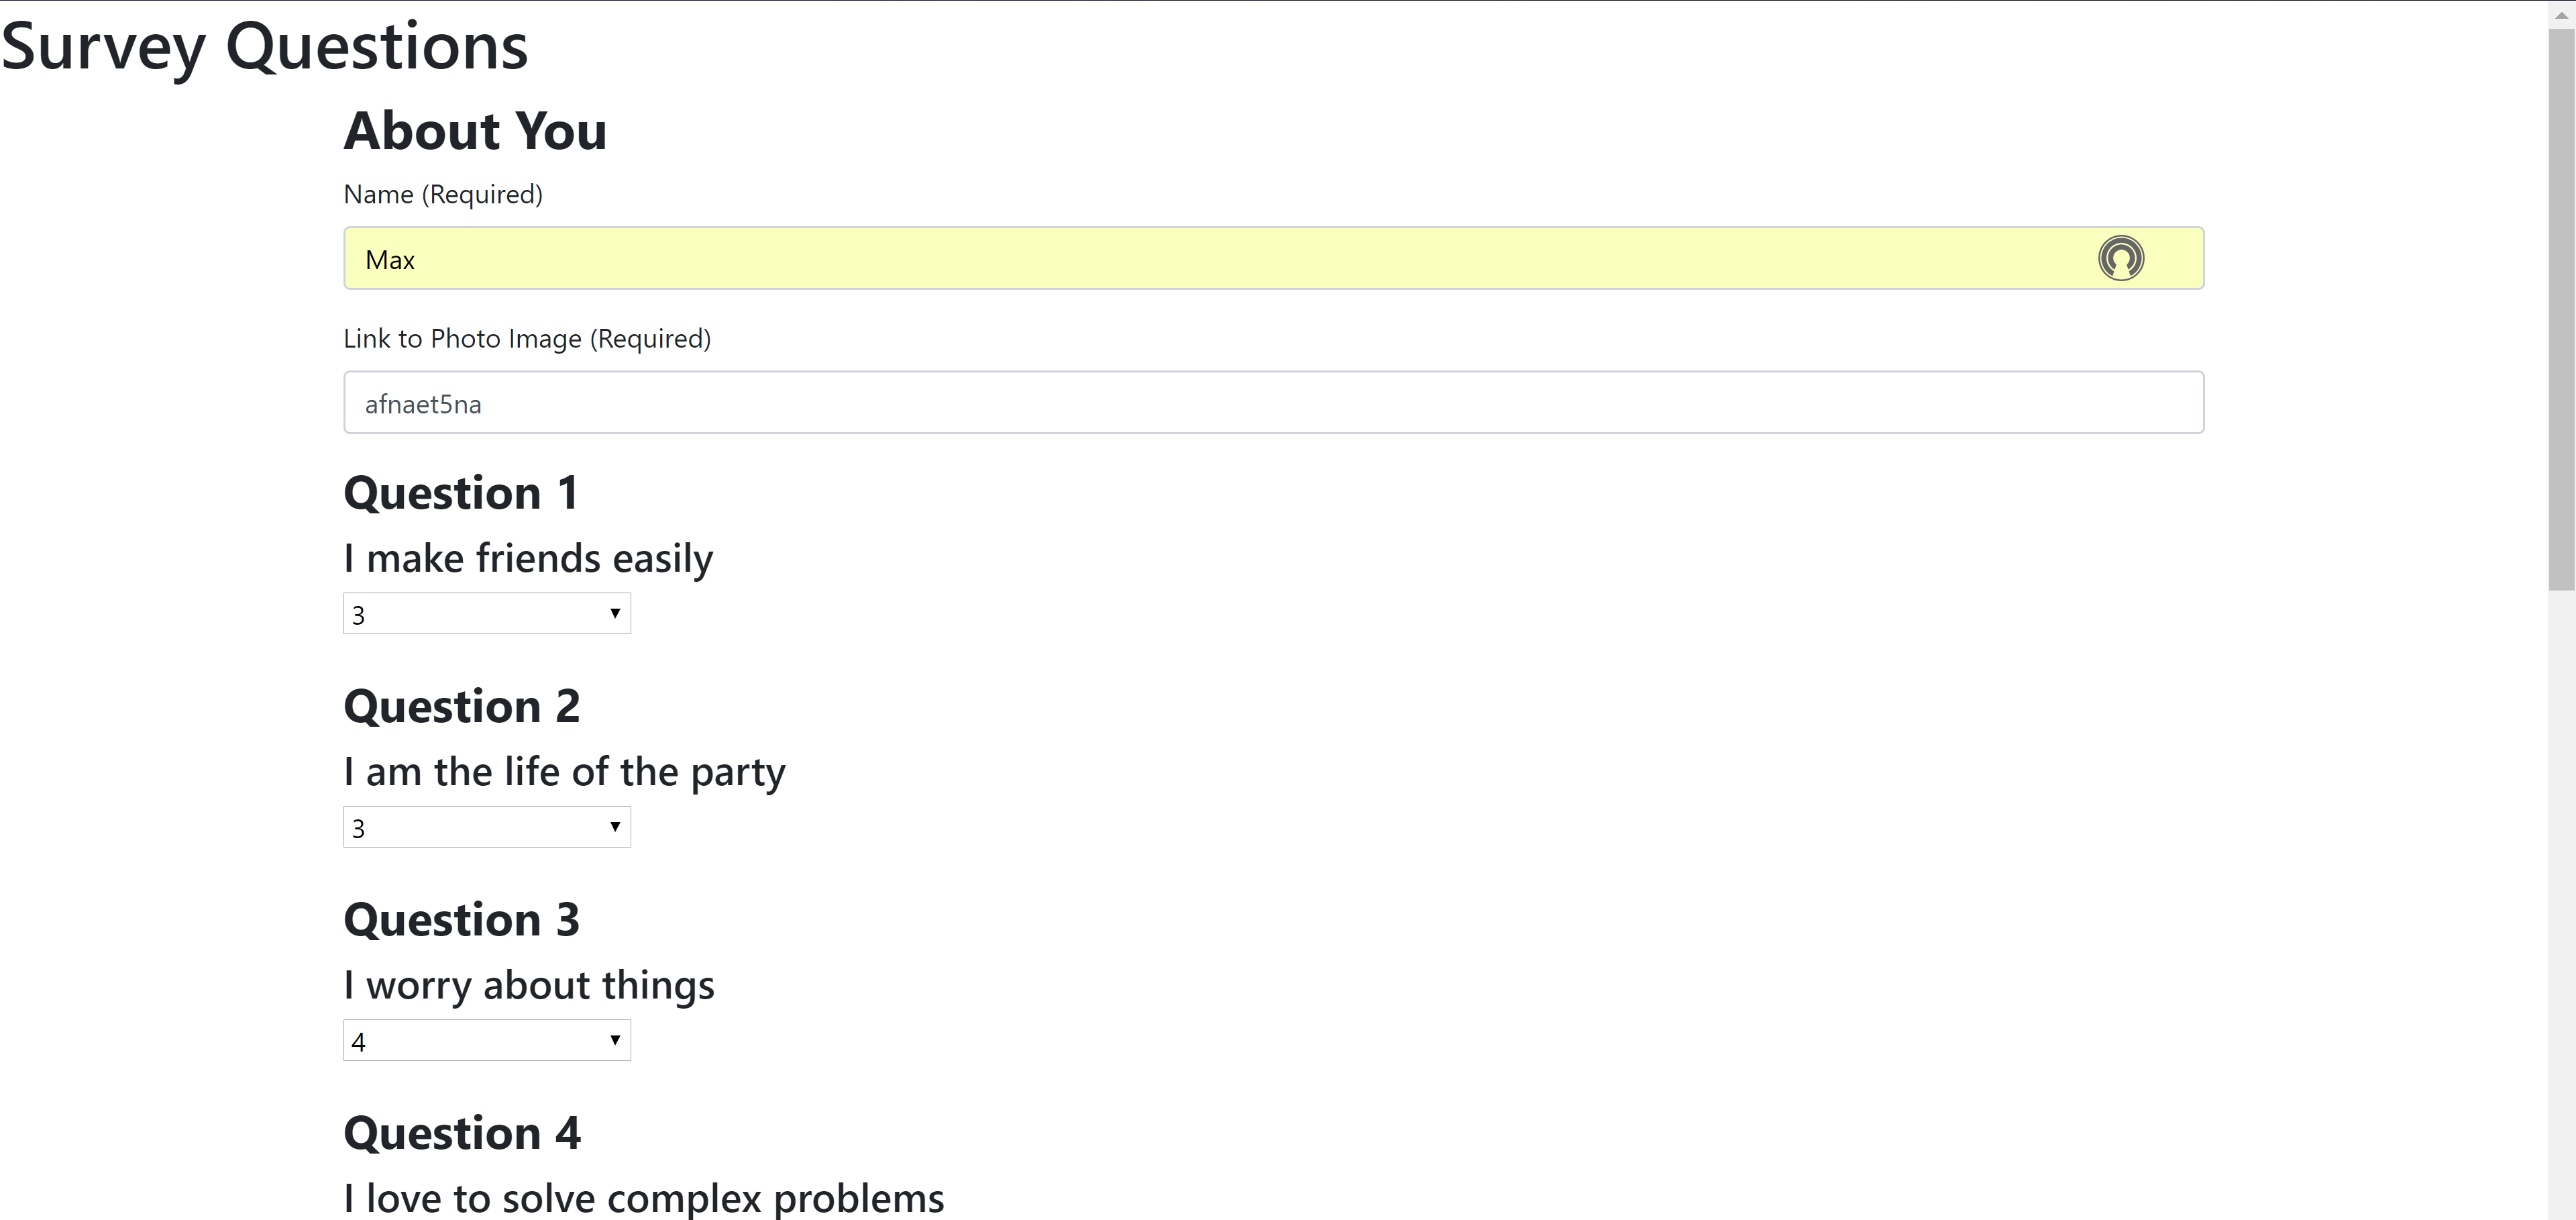 Survey Questions
About You
Name (Required)
Max
Link to Photo Image (Required)
afnaet5na
Question 1
I make friends easily
3
Question 2
I am the life of the party
3
Question 3
I worry about things
4
Question 4
I love to solve complex problems